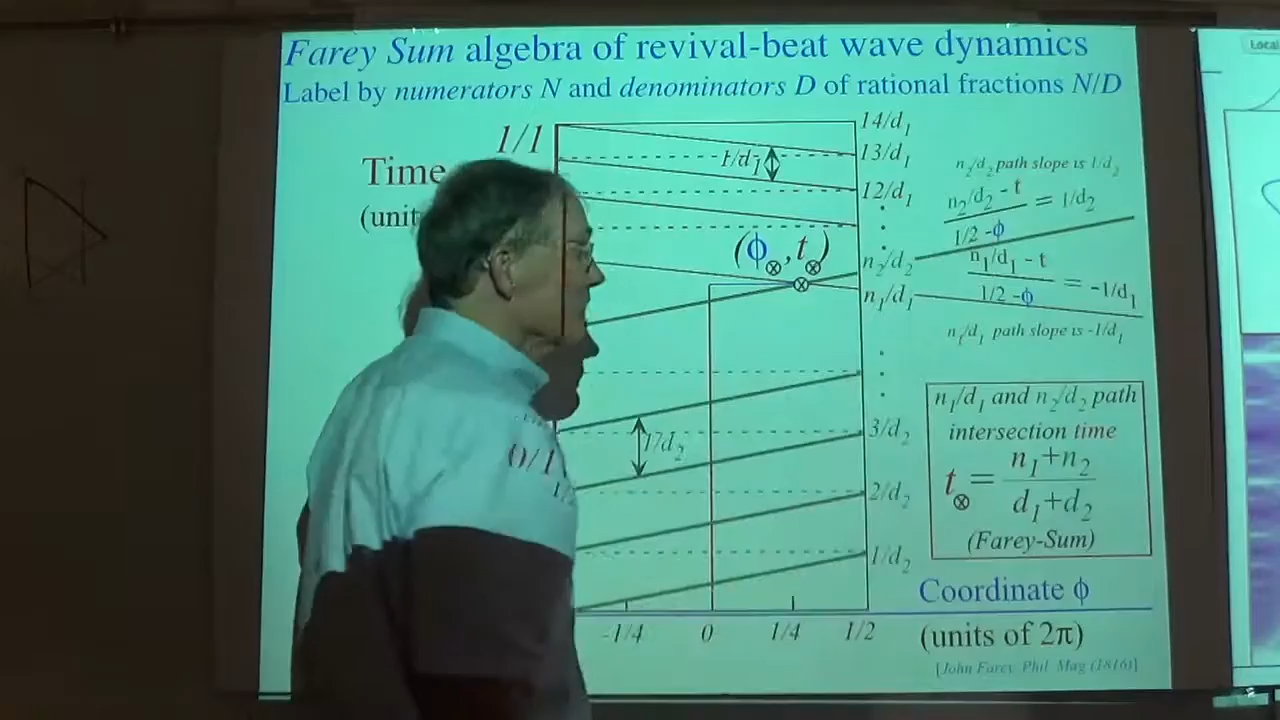 Farey Sum algebra of revival-beat wave dynamics
Label by numerators N and denominators D of rational fractions N/D
1/1
Time
(unit
14/d1
13/d1
12/d1
1/d1
(ϕ⊗,t⊗)
n2/d2
n1/d1
n2/d2 path slope is 1/d2
n2/d2 - t
1/2 -ϕ
= 1/d2
n1/d1 - t
1/2 -ϕ
= -1/d1
n1/d1 path slope is -1/d1
n1/d1 and n2/d2 path
intersection time
t⊗ = n1+n2
d1+d2
(Farey-Sum)
0/1
1/d2
3/d2
2/d2
1/d2
Coordinate ϕ
(units of 2π)
-1/4 0 1/4 1/2
[John Farey, Phil. Mag.(1816)]
Local